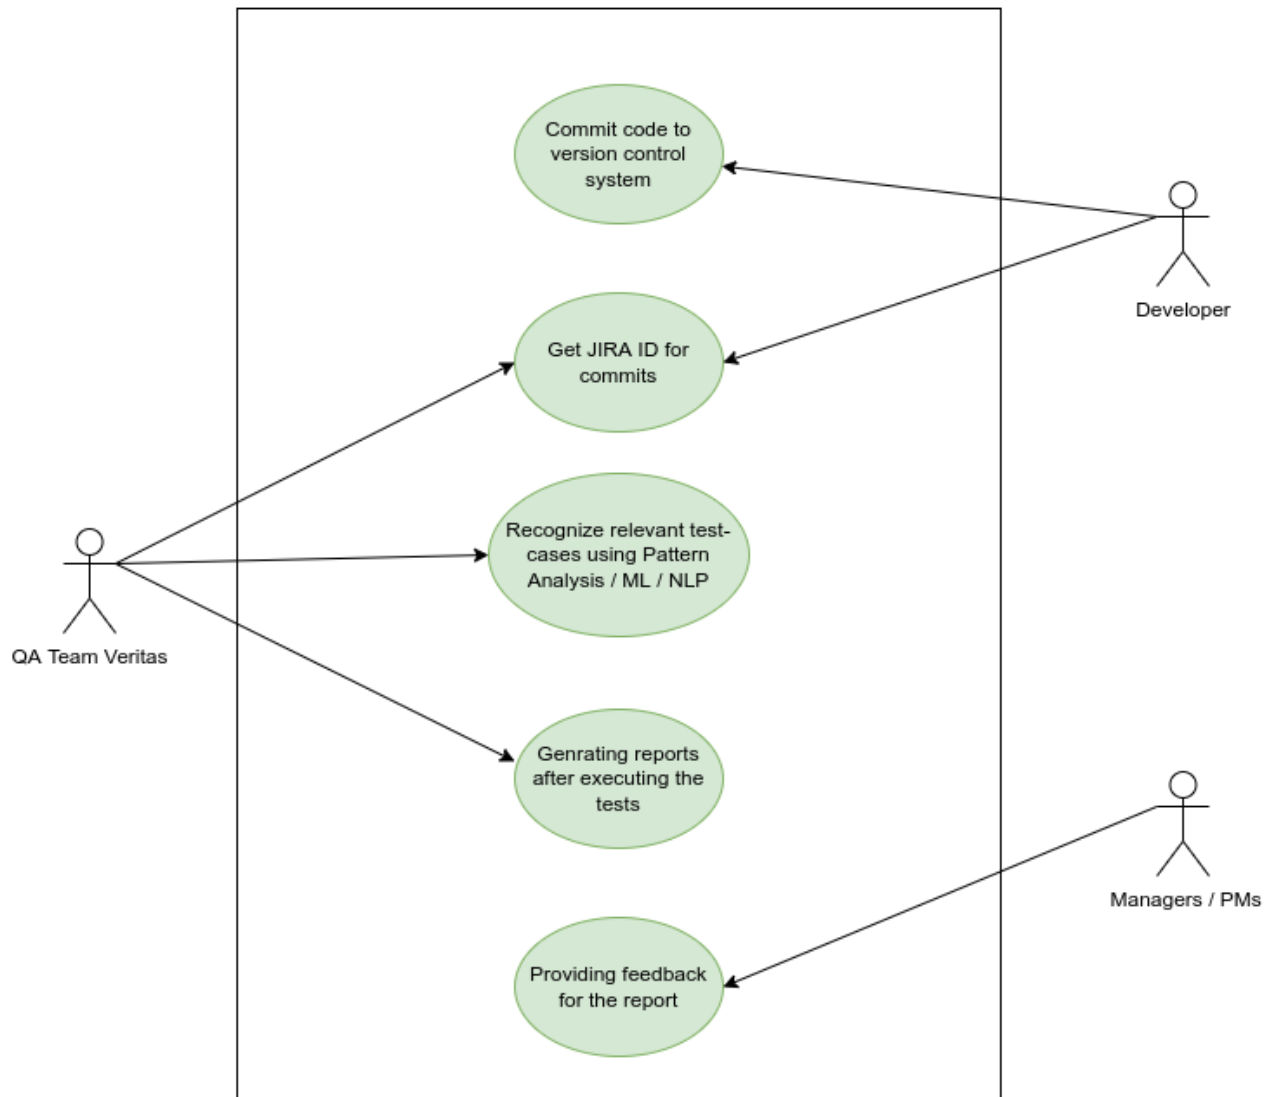 Commit code to
version control
system
Developer
Get JIRA ID for
commits
Recognize relevant test-
cases using Pattern
Analysis / ML / NLP
QA Team Veritas
Genrating reports
after executing the
tests
Managers / PMs
Providing feedback
for the report